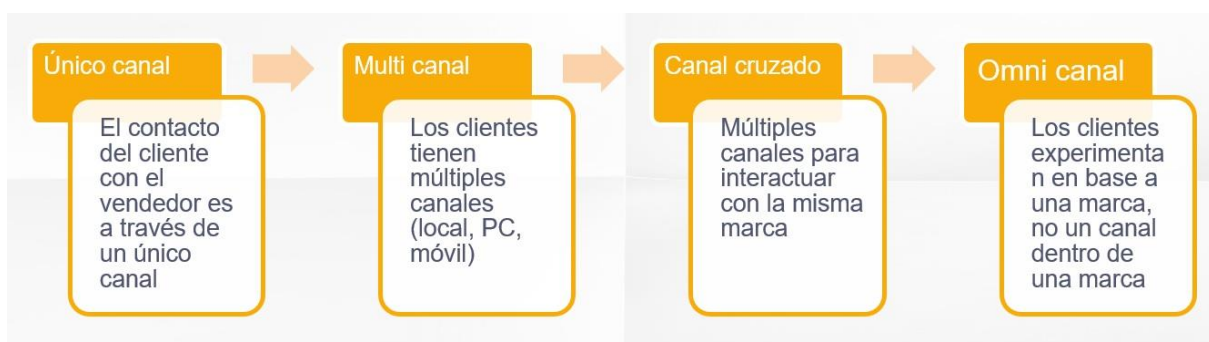 Único canal
El contacto
del cliente
con el
vendedor es
a través de
un único
canal
Multi canal
Los clientes
tienen
múltiples
canales
(local, PC,
móvil)
Canal cruzado
Múltiples
canales para
interactuar
con la misma
marca
Omni canal
Los clientes
experimenta
n en base a
una marca,
no un canal
dentro de
una marca